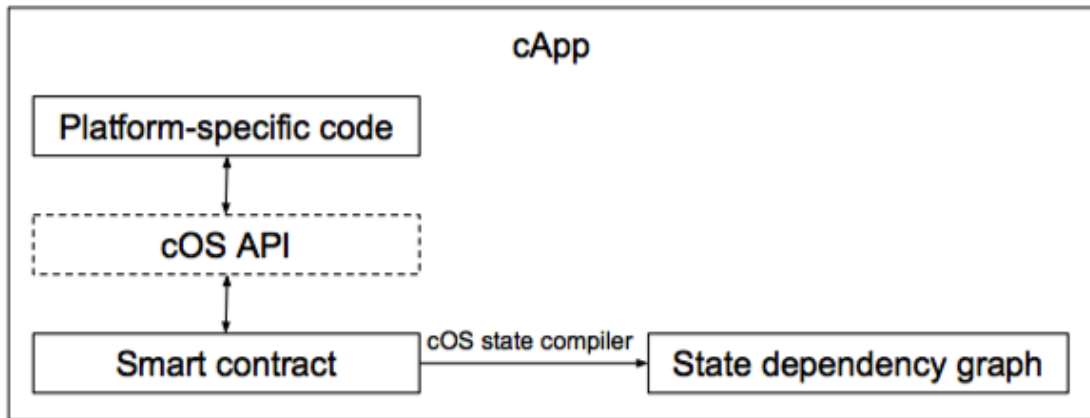 cApp
Platform-specific code
cOS API
Smart contract
cOS state compiler
State dependency graph